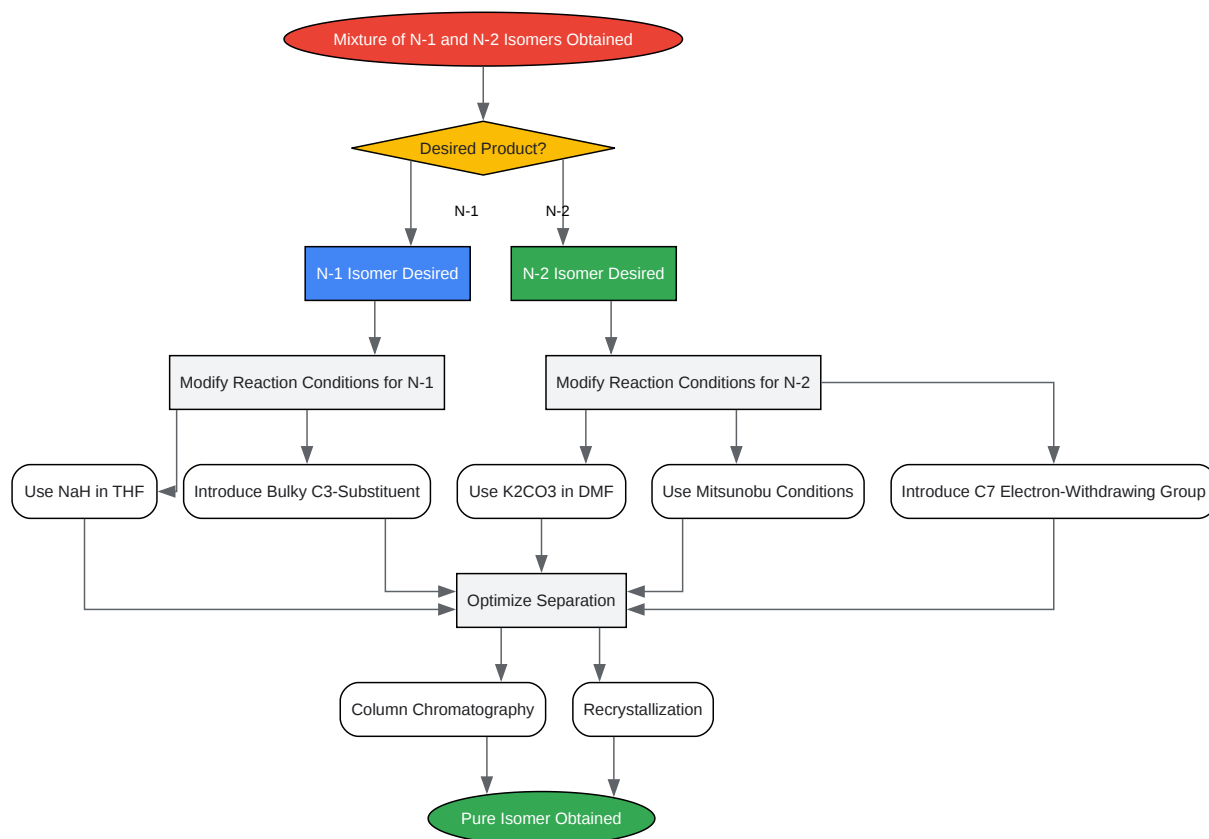 Mixture of N-1 and N-2 Isomers Obtained
Desired Product?
N-1
N-2
N-1 Isomer Desired
N-2 Isomer Desired
Modify Reaction Conditions for N-1
Modify Reaction Conditions for N-2
Use NaH in THF
Introduce Bulky C3-Substituent
Use K2CO3 in DMF
Use Mitsunobu Conditions
Introduce C7 Electron-Withdrawing Group
Optimize Separation
Column Chromatography
Recrystallization
Pure Isomer Obtained